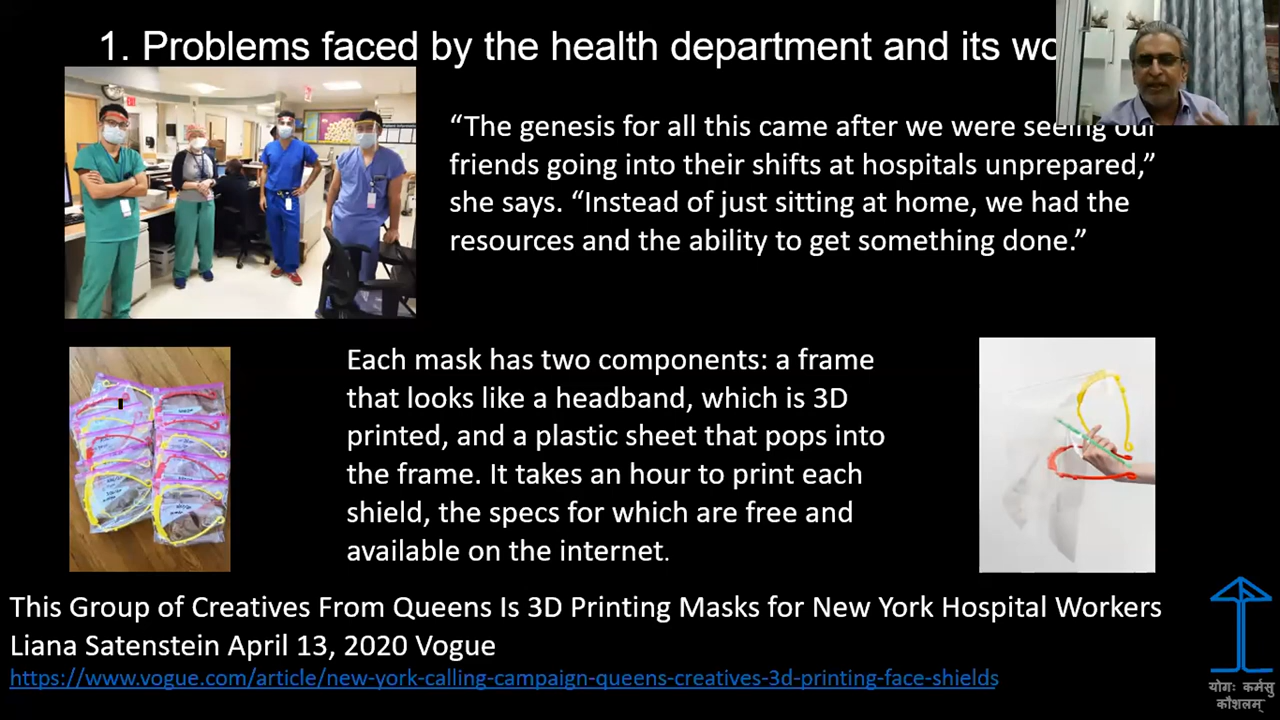 1. Problems faced by the health department and its wo
“The genesis for all this came after we were seeing our
friends going into their shifts at hospitals unprepared,”
she says. “Instead of just sitting at home, we had the
resources and the ability to get something done.”
Each mask has two components: a frame
that looks like a headband, which is 3D
printed, and a plastic sheet that pops into
the frame. It takes an hour to print each
shield, the specs for which are free and
available on the internet.
This Group of Creatives From Queens Is 3D Printing Masks for New York Hospital Workers
Liana Satenstein April 13, 2020 Vogue
https://www.vogue.com/article/new-york-calling-campaign-queens-creatives-3d-printing-face-shields
योगः कर्मसु
कौशलम्